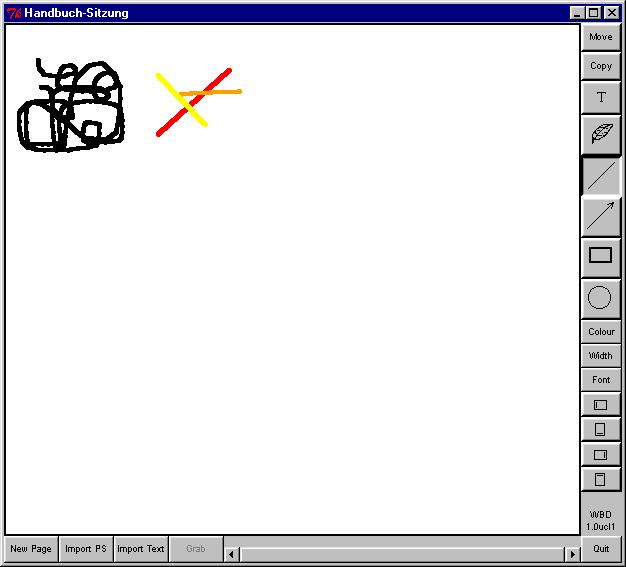 Handbuch-Sitzung
Move
Copy
T
Colour
Width
Font
WBD
1.0ucl1
New Page
Import PS
Import Text
Grab
Quit